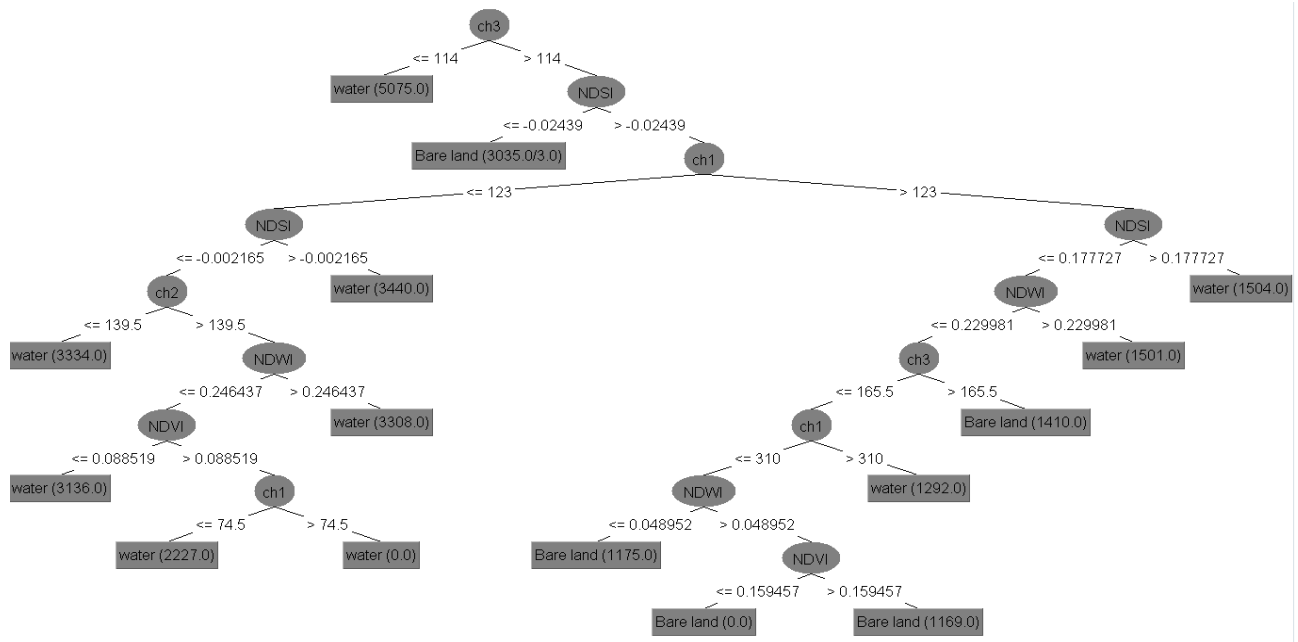 ch3
<= 114 > 114
water (5075.0) NDSI
<= -0.02439 > -0.02439
Bare land (3035.0/3.0) ch1
<= 123 > 123
NDSI NDSI
<= -0.002165 > -0.002165 <= 0.177727 > 0.177727
ch2 water (3440.0) NDWI water (1504.0)
<= 139.5 > 139.5 <= 0.229981 > 0.229981
water (3334.0) NDWI ch3 water (1501.0)
<= 0.246437 > 0.246437 <= 165.5 > 165.5
NDVI water (3308.0) ch1 Bare land (1410.0)
<= 0.088519 > 0.088519 <= 310 > 310
water (3136.0) ch1 NDWI water (1292.0)
<= 74.5 > 74.5 <= 0.048952 > 0.048952
water (2227.0) water (0.0) Bare land (1175.0) NDVI
<= 0.159457 > 0.159457
Bare land (0.0) Bare land (1169.0)